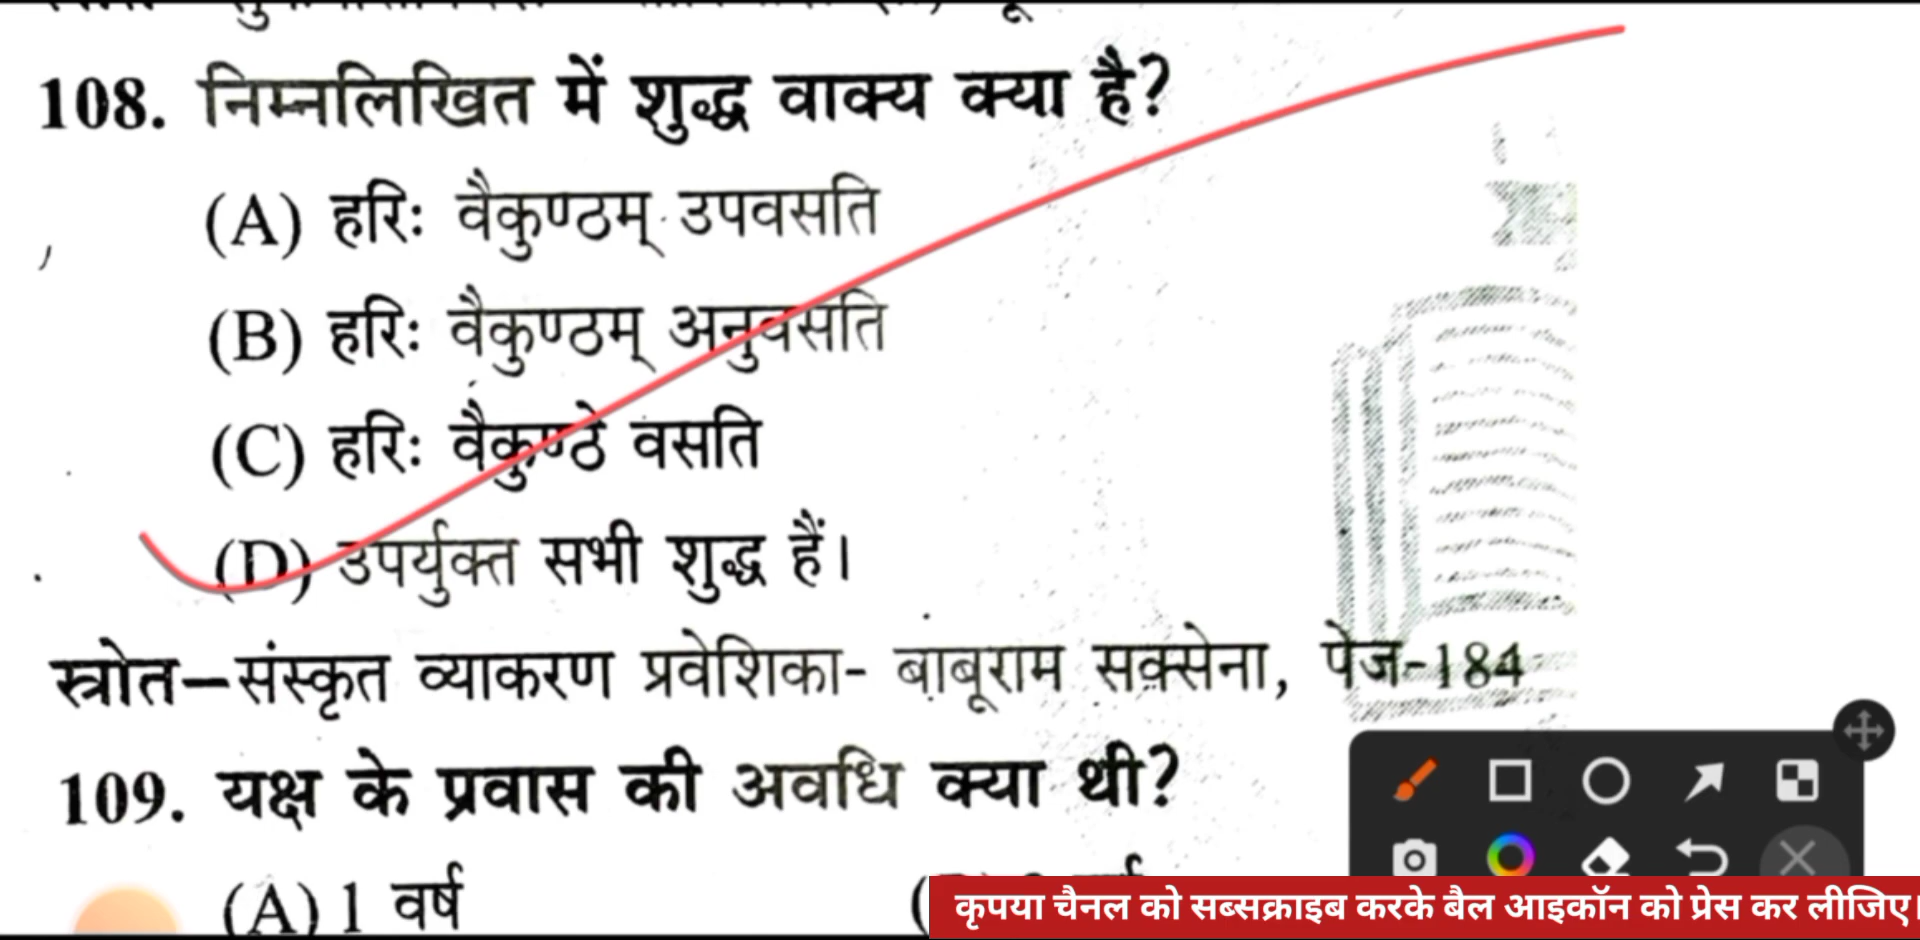 108. निम्नलिखित में शुद्ध वाक्य क्या है?
(A) हरिः वैकुण्ठम् उपवसति
(B) हरिः वैकुण्ठम् अनुवसति
(C) हरिः वैकुण्ठे वसति
(D) उपर्युक्त सभी शुद्ध हैं।
स्त्रोत–संस्कृत व्याकरण प्रवेशिका- बाबूराम सक्सेना, पेज-184
109. यक्ष के प्रवास की अवधि क्या थी?
(A) 1 वर्ष
कृपया चैनल को सब्सक्राइब करके बैल आइकॉन को प्रेस कर लीजिए।